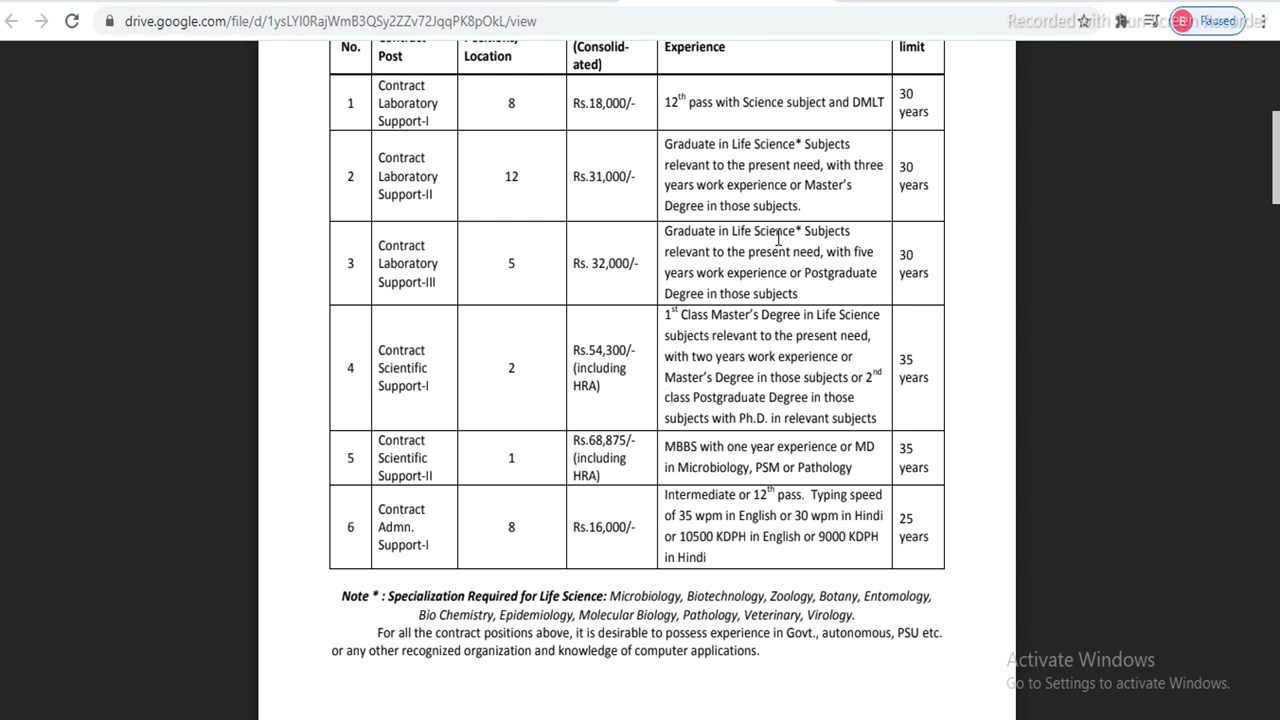 drive.google.com/file/d/1ysLYI0RajWmB3QSy2ZZv72JqqPK8pOkL/view
Recorded with
Paused
No.
Post
Location
(Consolid-
ated)
Experience
limit
1
Contract
Laboratory
Support-I
8
Rs.18,000/-
12th pass with Science subject and DMLT
30
years
2
Contract
Laboratory
Support-II
12
Rs.31,000/-
Graduate in Life Science* Subjects
relevant to the present need, with three
years work experience or Master's
Degree in those subjects.
30
years
3
Contract
Laboratory
Support-III
5
Rs. 32,000/-
Graduate in Life Science* Subjects
relevant to the present need, with five
years work experience or Postgraduate
Degree in those subjects
30
years
4
Contract
Scientific
Support-I
2
Rs.54,300/-
(including
HRA)
1st Class Master's Degree in Life Science
subjects relevant to the present need,
with two years work experience or
Master's Degree in those subjects or 2nd
class Postgraduate Degree in those
subjects with Ph.D. in relevant subjects
35
years
5
Contract
Scientific
Support-II
1
Rs.68,875/-
(including
HRA)
MBBS with one year experience or MD
in Microbiology, PSM or Pathology
35
years
6
Contract
Admn.
Support-I
8
Rs.16,000/-
Intermediate or 12th pass. Typing speed
of 35 wpm in English or 30 wpm in Hindi
or 10500 KDPH in English or 9000 KDPH
in Hindi
25
years
Note * : Specialization Required for Life Science: Microbiology, Biotechnology, Zoology, Botany, Entomology,
Bio Chemistry, Epidemiology, Molecular Biology, Pathology, Veterinary, Virology.
For all the contract positions above, it is desirable to possess experience in Govt., autonomous, PSU etc.
or any other recognized organization and knowledge of computer applications.
Activate Windows
Go to Settings to activate Windows.